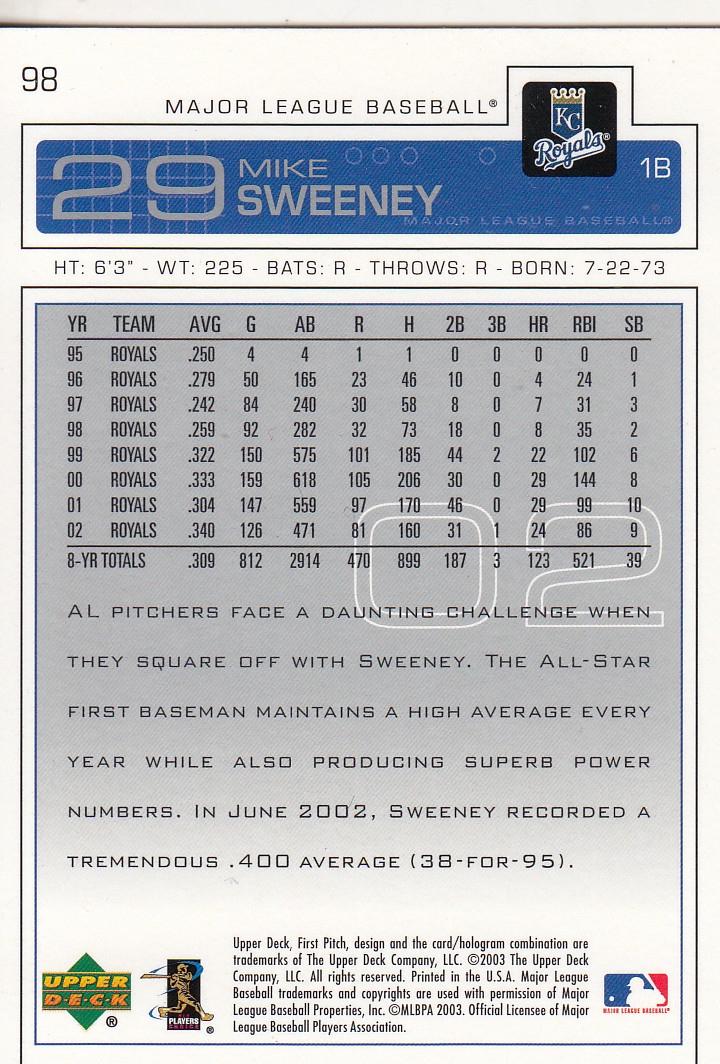 98
MAJOR LEAGUE BASEBALL®
KC
Royals®
29 MIKE SWEENEY 1B
MAJOR LEAGUE BASEBALL®
HT: 6'3" - WT: 225 - BATS: R - THROWS: R - BORN: 7-22-73
YR TEAM AVG G AB R H 2B 3B HR RBI SB
95 ROYALS .250 4 4 1 1 0 0 0 0 0
96 ROYALS .279 50 165 23 46 10 0 4 24 1
97 ROYALS .242 84 240 30 58 8 0 7 31 3
98 ROYALS .259 92 282 32 73 18 0 8 35 2
99 ROYALS .322 150 575 101 185 44 2 22 102 6
00 ROYALS .333 159 618 105 206 30 0 29 144 8
01 ROYALS .304 147 559 97 170 46 0 29 99 10
02 ROYALS .340 126 471 81 160 31 1 24 86 9
8-YR TOTALS .309 812 2914 470 899 187 3 123 521 39
02
AL PITCHERS FACE A DAUNTING CHALLENGE WHEN
THEY SQUARE OFF WITH SWEENEY. THE ALL-STAR
FIRST BASEMAN MAINTAINS A HIGH AVERAGE EVERY
YEAR WHILE ALSO PRODUCING SUPERB POWER
NUMBERS. IN JUNE 2002, SWEENEY RECORDED A
TREMENDOUS .400 AVERAGE (38-FOR-95).
UPPER
DECK
®
PLAYERS
CHOICE
®
Upper Deck, First Pitch, design and the card/hologram combination are
trademarks of The Upper Deck Company, LLC. ©2003 The Upper Deck
Company, LLC. All rights reserved. Printed in the U.S.A. Major League
Baseball trademarks and copyrights are used with permission of Major
League Baseball Properties, Inc. ©MLBPA 2003. Official Licensee of Major
League Baseball Players Association.
MAJOR LEAGUE BASEBALL®